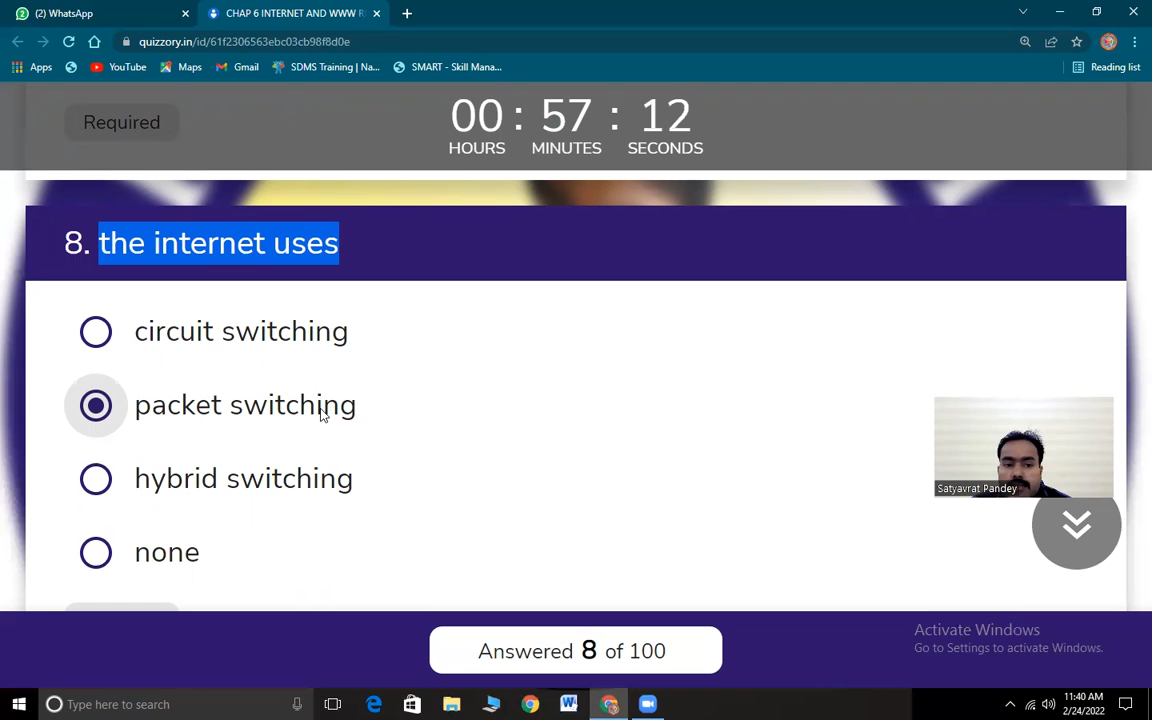 (2) WhatsApp
CHAP 6 INTERNET AND WWW R
quizzory.in/id/61f2306563ebc03cb98f8d0e
Apps
YouTube
Maps
Gmail
SDMS Training | Na...
SMART - Skill Mana...
Reading list
Required
00 : 57 : 12
HOURS MINUTES SECONDS
8. the internet uses
circuit switching
packet switching
hybrid switching
none
Satyavrat Pandey
Answered 8 of 100
Activate Windows
Go to Settings to activate Windows.
Type here to search
11:40 AM
2/24/2022